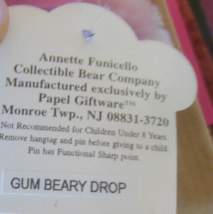 Annette Funicello
Collectible Bear Company
Manufactured exclusively by
Papel Giftware™
Monroe Twp., NJ 08831-3720
Not Recommended for Children Under 8 Years
Remove hangtag and pin before giving to a child.
Pin has Functional Sharp point.
GUM BEARY DROP